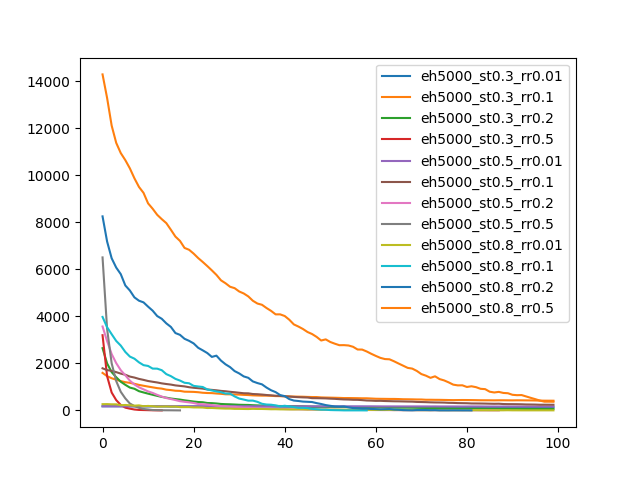 14000
12000
10000
8000
6000
4000
2000
0
0 20 40 60 80 100
eh5000_st0.3_rr0.01
eh5000_st0.3_rr0.1
eh5000_st0.3_rr0.2
eh5000_st0.3_rr0.5
eh5000_st0.5_rr0.01
eh5000_st0.5_rr0.1
eh5000_st0.5_rr0.2
eh5000_st0.5_rr0.5
eh5000_st0.8_rr0.01
eh5000_st0.8_rr0.1
eh5000_st0.8_rr0.2
eh5000_st0.8_rr0.5